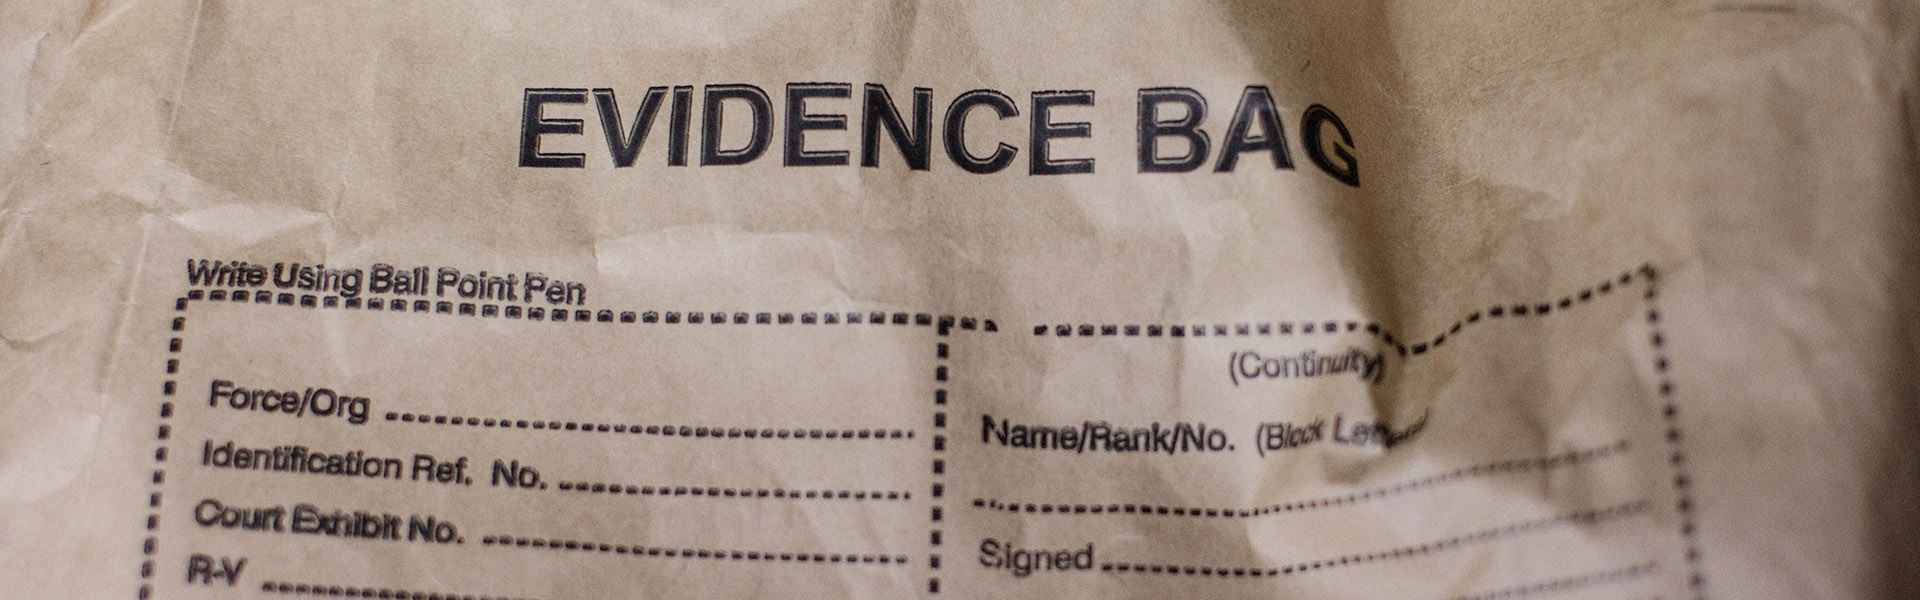 EVIDENCE BAG
Write Using Ball Point Pen
Force/Org
Identification Ref. No.
Court Exhibit No.
R-V
(Continuity)
Name/Rank/No. (Block
Signed